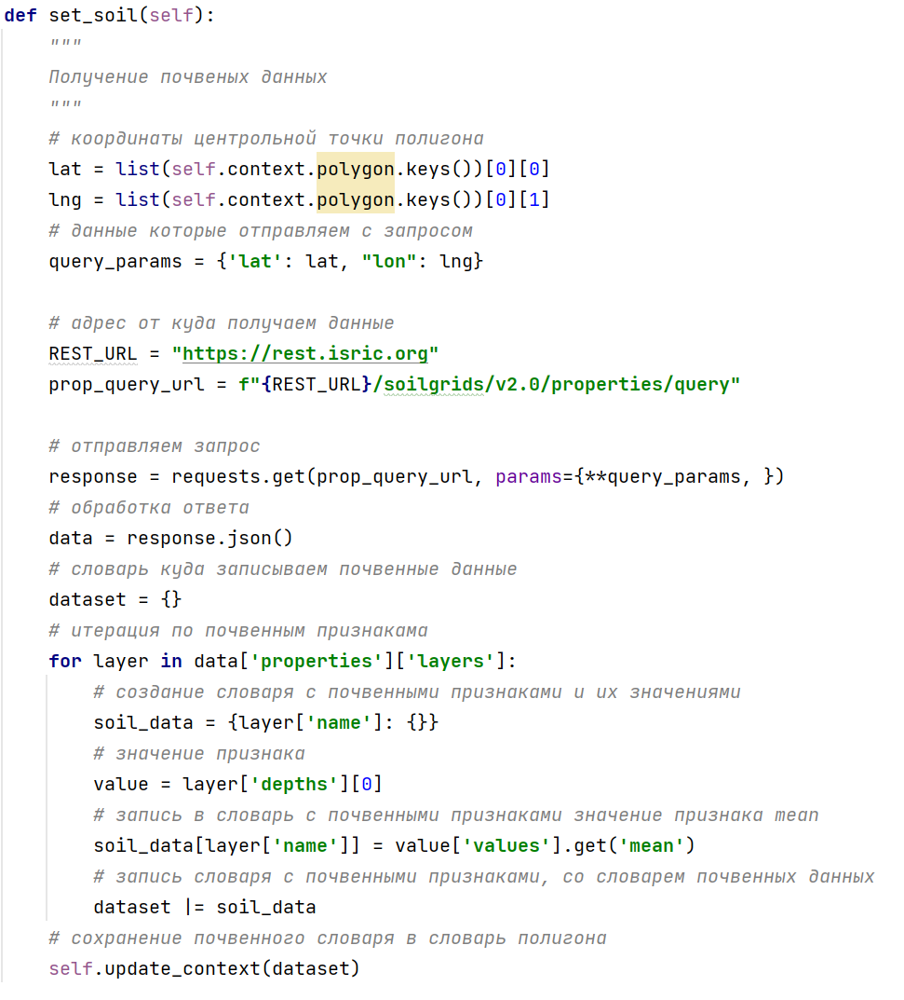 def set_soil(self):
"""
Получение почвеных данных
"""
# координаты центрольной точки полигона
lat = list(self.context.polygon.keys())[0][0]
lng = list(self.context.polygon.keys())[0][1]
# данные которые отправляем с запросом
query_params = {'lat': lat, "lon": lng}
# адрес от куда получаем данные
REST_URL = "https://rest.isric.org"
prop_query_url = f"{REST_URL}/soilgrids/v2.0/properties/query"
# отправляем запрос
response = requests.get(prop_query_url, params={**query_params, })
# обработка ответа
data = response.json()
# словарь куда записываем почвенные данные
dataset = {}
# итерация по почвенным признакама
for layer in data['properties']['layers']:
# создание словаря с почвенными признаками и их значениями
soil_data = {layer['name']: {}}
# значение признака
value = layer['depths'][0]
# запись в словарь с почвенными признаками значение признака mean
soil_data[layer['name']] = value['values'].get('mean')
# запись словаря с почвенными признаками, со словарем почвенных данных
dataset |= soil_data
# сохранение почвенного словаря в словарь полигона
self.update_context(dataset)